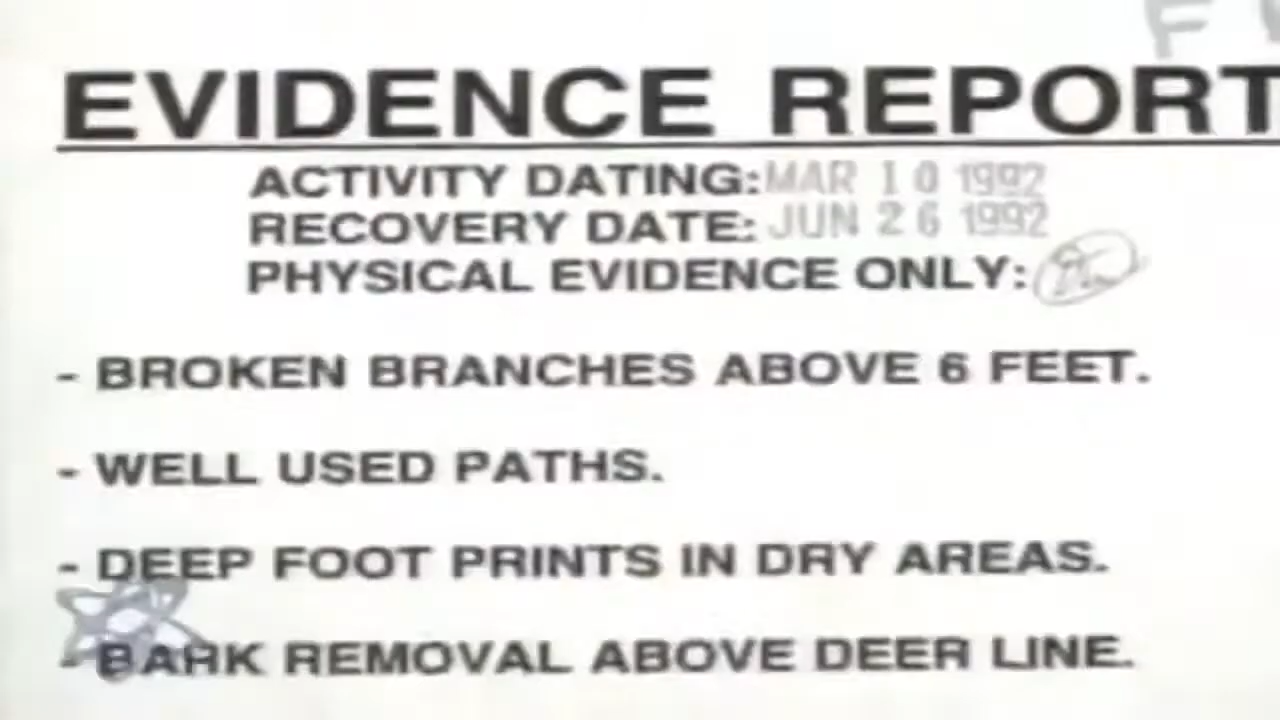 EVIDENCE REPORT
ACTIVITY DATING: MAR 10 1992
RECOVERY DATE: JUN 26 1992
PHYSICAL EVIDENCE ONLY:
- BROKEN BRANCHES ABOVE 6 FEET.
- WELL USED PATHS.
- DEEP FOOT PRINTS IN DRY AREAS.
- BARK REMOVAL ABOVE DEER LINE.